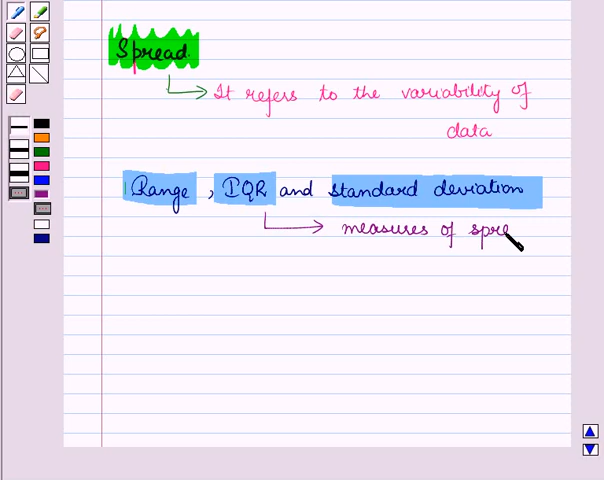 Spread
It refers to the variability of
data
Range, IQR and standard deviation
measures of spre